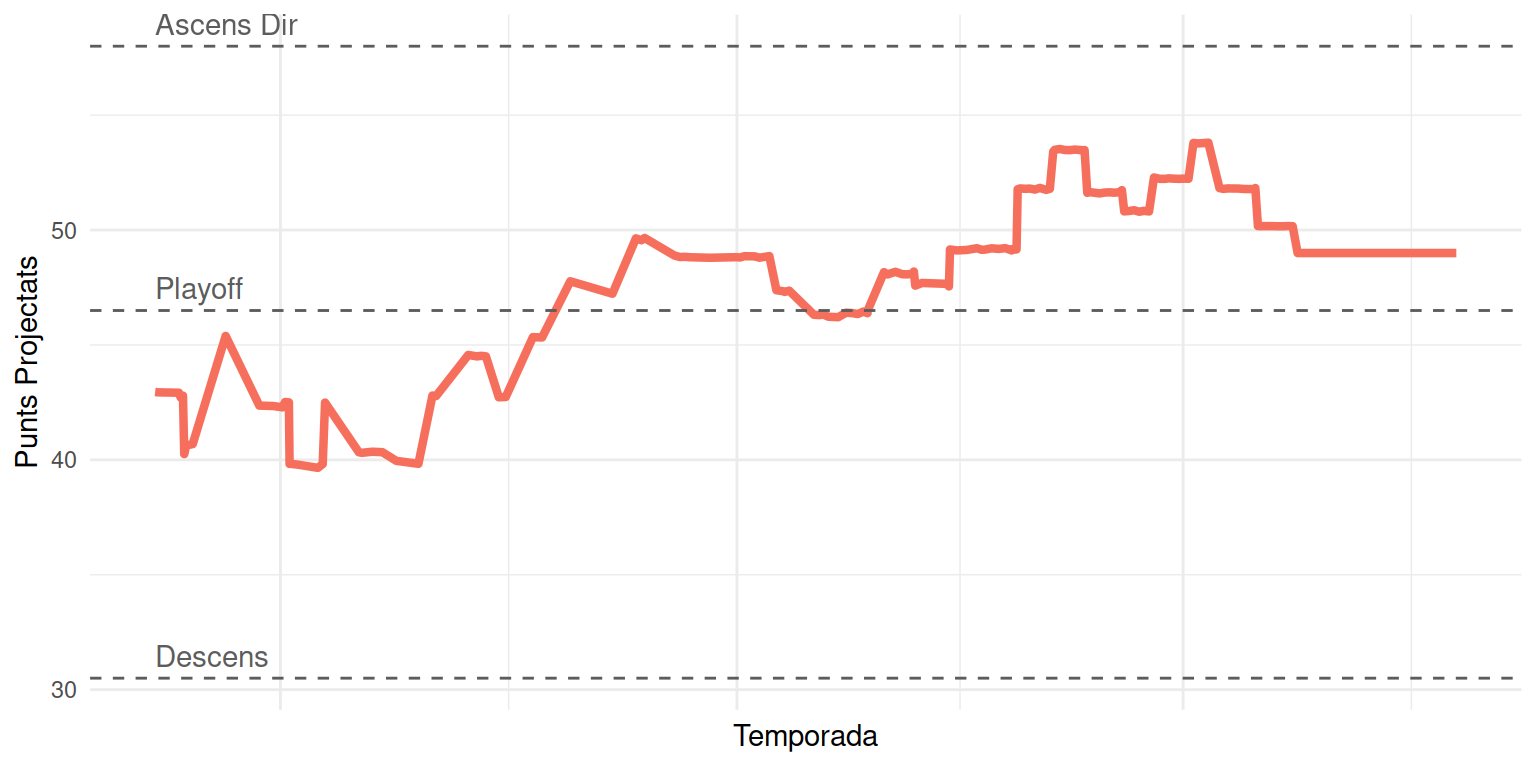 Ascens Dir
50
Playoff
Punts Projectats
40
Descens
30
Temporada